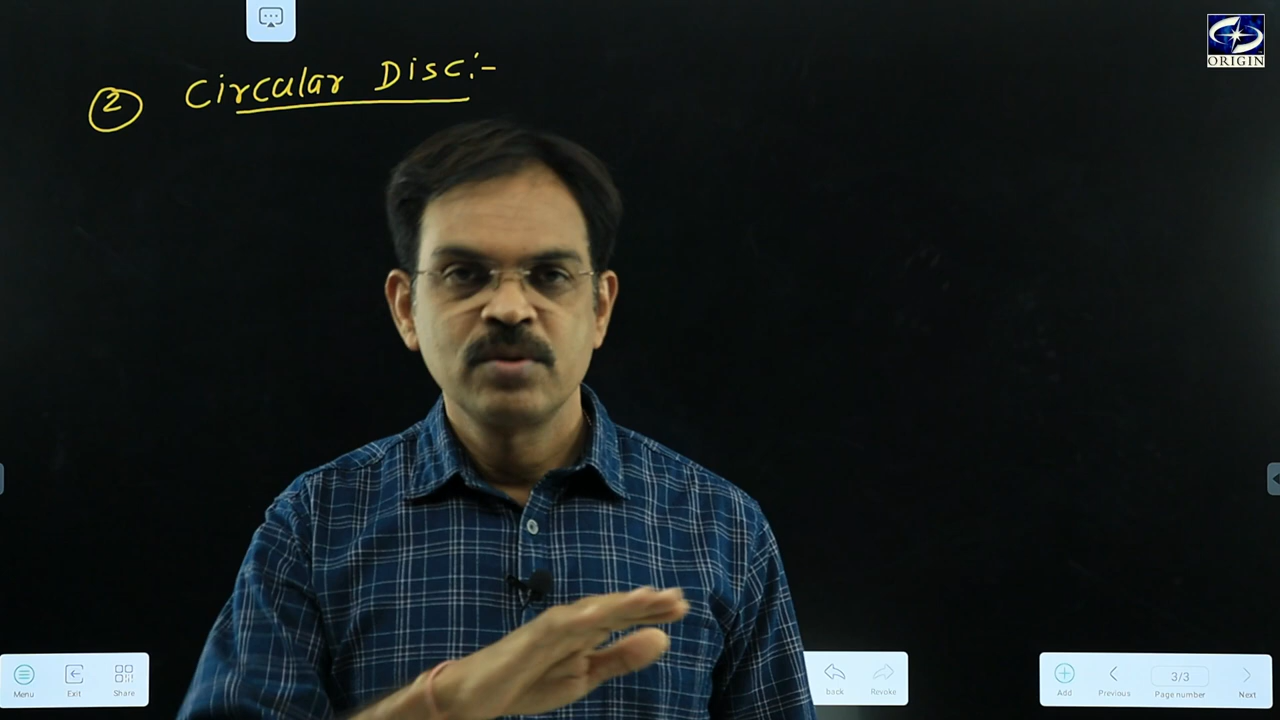 ORIGIN
② Circular Disc:-
Menu
Exit
Share
back
Revoke
Add
Previous
3/3
Page number
Next